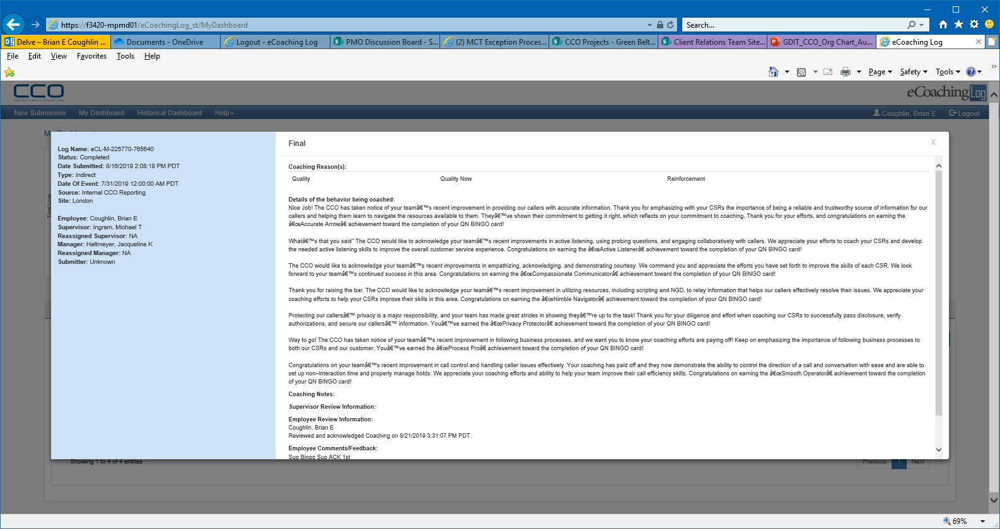 https://f3420-mpmd01/eCoachingLog_st/MyDashboard
Search...
Delve – Brian E Coughlin ...
Documents - OneDrive
Logout - eCoaching Log
PMO Discussion Board - S...
(2) MCT Exception Proces...
CCO Projects - Green Belt...
Client Relations Team Site...
GDIT_CCO_Org Chart_Au...
eCoaching Log
File Edit View Favorites Tools Help
Page Safety Tools
CCO
CONTACT CENTER OPERATIONS
eCoaching Log
New Submission My Dashboard Historical Dashboard Help
Coughlin, Brian E Logout
Total Logs
Log Name: eCL-M-225770-765640
Status: Completed
Date Submitted: 8/16/2019 2:08:18 PM PDT
Type: Indirect
Date Of Event: 7/31/2019 12:00:00 AM PDT
Source: Internal CCO Reporting
Site: London
Employee: Coughlin, Brian E
Supervisor: Ingram, Michael T
Reassigned Supervisor: NA
Manager: Haltmeyer, Jacqueline K
Reassigned Manager: NA
Submitter: Unknown
Final
X
Coaching Reason(s):
Quality Quality Now Reinforcement
Details of the behavior being coached:
Nice Job! The CCO has taken notice of your teamâ€™s recent improvement in providing our callers with accurate information. Thank you for emphasizing with your CSRs the importance of being a reliable and trustworthy source of information for our
callers and helping them learn to navigate the resources available to them. Theyâ€™ve shown their commitment to getting it right, which reflects on your commitment to coaching. Thank you for your efforts, and congratulations on earning the
â€œAccurate Arrowâ€ achievement toward the completion of your QN BINGO card!
Whatâ€™s that you said" The CCO would like to acknowledge your teamâ€™s recent improvements in active listening, using probing questions, and engaging collaboratively with callers. We appreciate your efforts to coach your CSRs and develop
the needed active listening skills to improve the overall customer service experience. Congratulations on earning the â€œActive Listenerâ€ achievement toward the completion of your QN BINGO card!
The CCO would like to acknowledge your teamâ€™s recent improvements in empathizing, acknowledging, and demonstrating courtesy. We commend you and appreciate the efforts you have set forth to improve the skills of each CSR. We look
forward to your teamâ€™s continued success in this area. Congratulations on earning the â€œCompassionate Communicatorâ€ achievement toward the completion of your QN BINGO card!
Thank you for raising the bar. The CCO would like to acknowledge your teamâ€™s recent improvement in utilizing resources, including scripting and NGD, to relay information that helps our callers effectively resolve their issues. We appreciate your
coaching efforts to help your CSRs improve their skills in this area. Congratulations on earning the â€œNimble Navigatorâ€ achievement toward the completion of your QN BINGO card!
Protecting our callersâ€™ privacy is a major responsibility, and your team has made great strides in showing theyâ€™re up to the task! Thank you for your diligence and effort when coaching our CSRs to successfully pass disclosure, verify
authorizations, and secure our callersâ€™ information. Youâ€™ve earned the â€œPrivacy Protectorâ€ achievement toward the completion of your QN BINGO card!
Way to go! The CCO has taken notice of your teamâ€™s recent improvement in following business processes, and we want you to know your coaching efforts are paying off! Keep on emphasizing the importance of following business processes to
both our CSRs and our customer. Youâ€™ve earned the â€œProcess Proâ€ achievement toward the completion of your QN BINGO card!
Congratulations on your teamâ€™s recent improvement in call control and handling caller issues effectively. Your coaching has paid off and they now demonstrate the ability to control the direction of a call and conversation with ease and are able to
set up non–interaction time and properly manage holds. We appreciate your coaching efforts and ability to help your team improve their call efficiency skills. Congratulations on earning the â€œSmooth Operatorâ€ achievement toward the completion
of your QN BINGO card!
Coaching Notes:
Supervisor Review Information:
Employee Review Information:
Coughlin, Brian E
Reviewed and acknowledged Coaching on 8/21/2019 3:31:07 PM PDT
Employee Comments/Feedback:
Sup Bingo Sup ACK 1st
Showing 1 to 4 of 4 entries
Previous 1 Next
69%